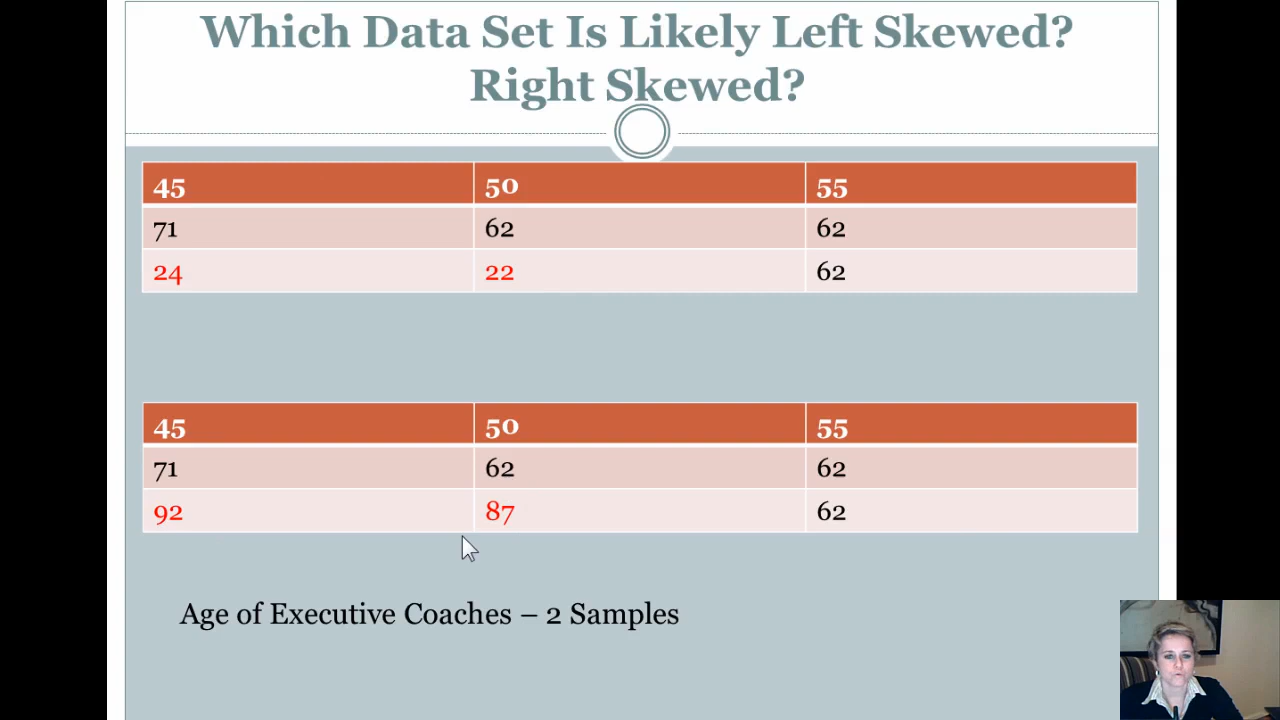 Which Data Set Is Likely Left Skewed?
Right Skewed?
45 50 55
71 62 62
24 22 62
45 50 55
71 62 62
92 87 62
Age of Executive Coaches – 2 Samples